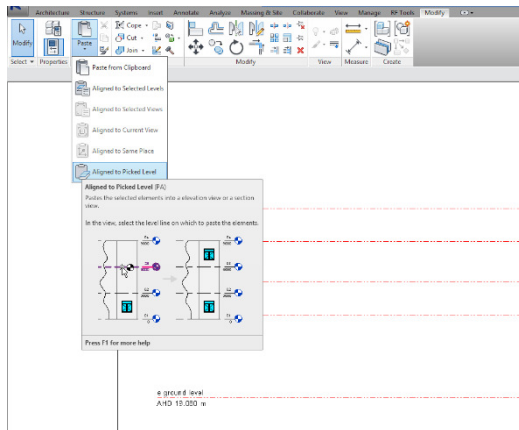 Architecture Structure Systems Insert Annotate Analyze Massing & Site Collaborate View Manage RF Tools Modify
Modify
Paste
Cope
Cut
Join
Select Properties Modify View Measure Create
Paste from Clipboard
Aligned to Selected Levels
Aligned to Selected Views
Aligned to Current View
Aligned to Same Place
Aligned to Picked Level
Aligned to Picked Level (PA)
Pastes the selected elements into a elevation view or a section
view.
In the view, select the level line on which to paste the elements.
Press F1 for more help
e ground level
AHD 19.050 m